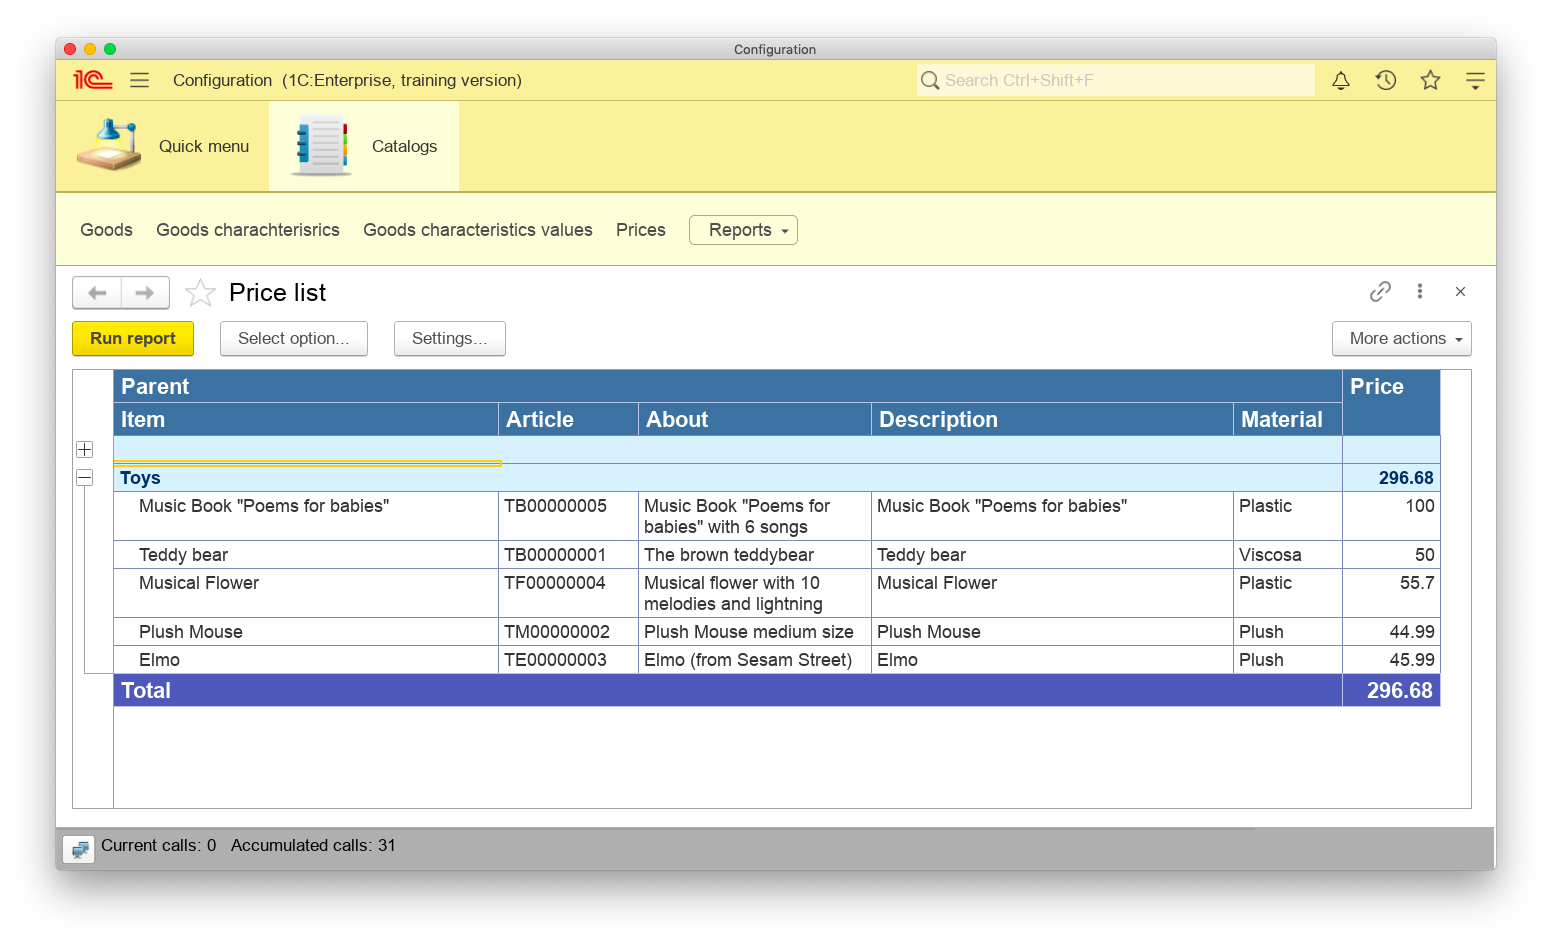 Configuration
1C Configuration (1C:Enterprise, training version) Search Ctrl+Shift+F
Quick menu Catalogs
Goods Goods charachterisrics Goods characteristics values Prices Reports
Price list
Run report Select option... Settings... More actions
Parent Price
Item Article About Description Material
Toys 296.68
Music Book "Poems for babies" TB00000005 Music Book "Poems for Music Book "Poems for babies" Plastic 100
babies" with 6 songs
Teddy bear TB00000001 The brown teddybear Teddy bear Viscosa 50
Musical Flower TF00000004 Musical flower with 10 Musical Flower Plastic 55.7
melodies and lightning
Plush Mouse TM00000002 Plush Mouse medium size Plush Mouse Plush 44.99
Elmo TE00000003 Elmo (from Sesam Street) Elmo Plush 45.99
Total 296.68
Current calls: 0 Accumulated calls: 31